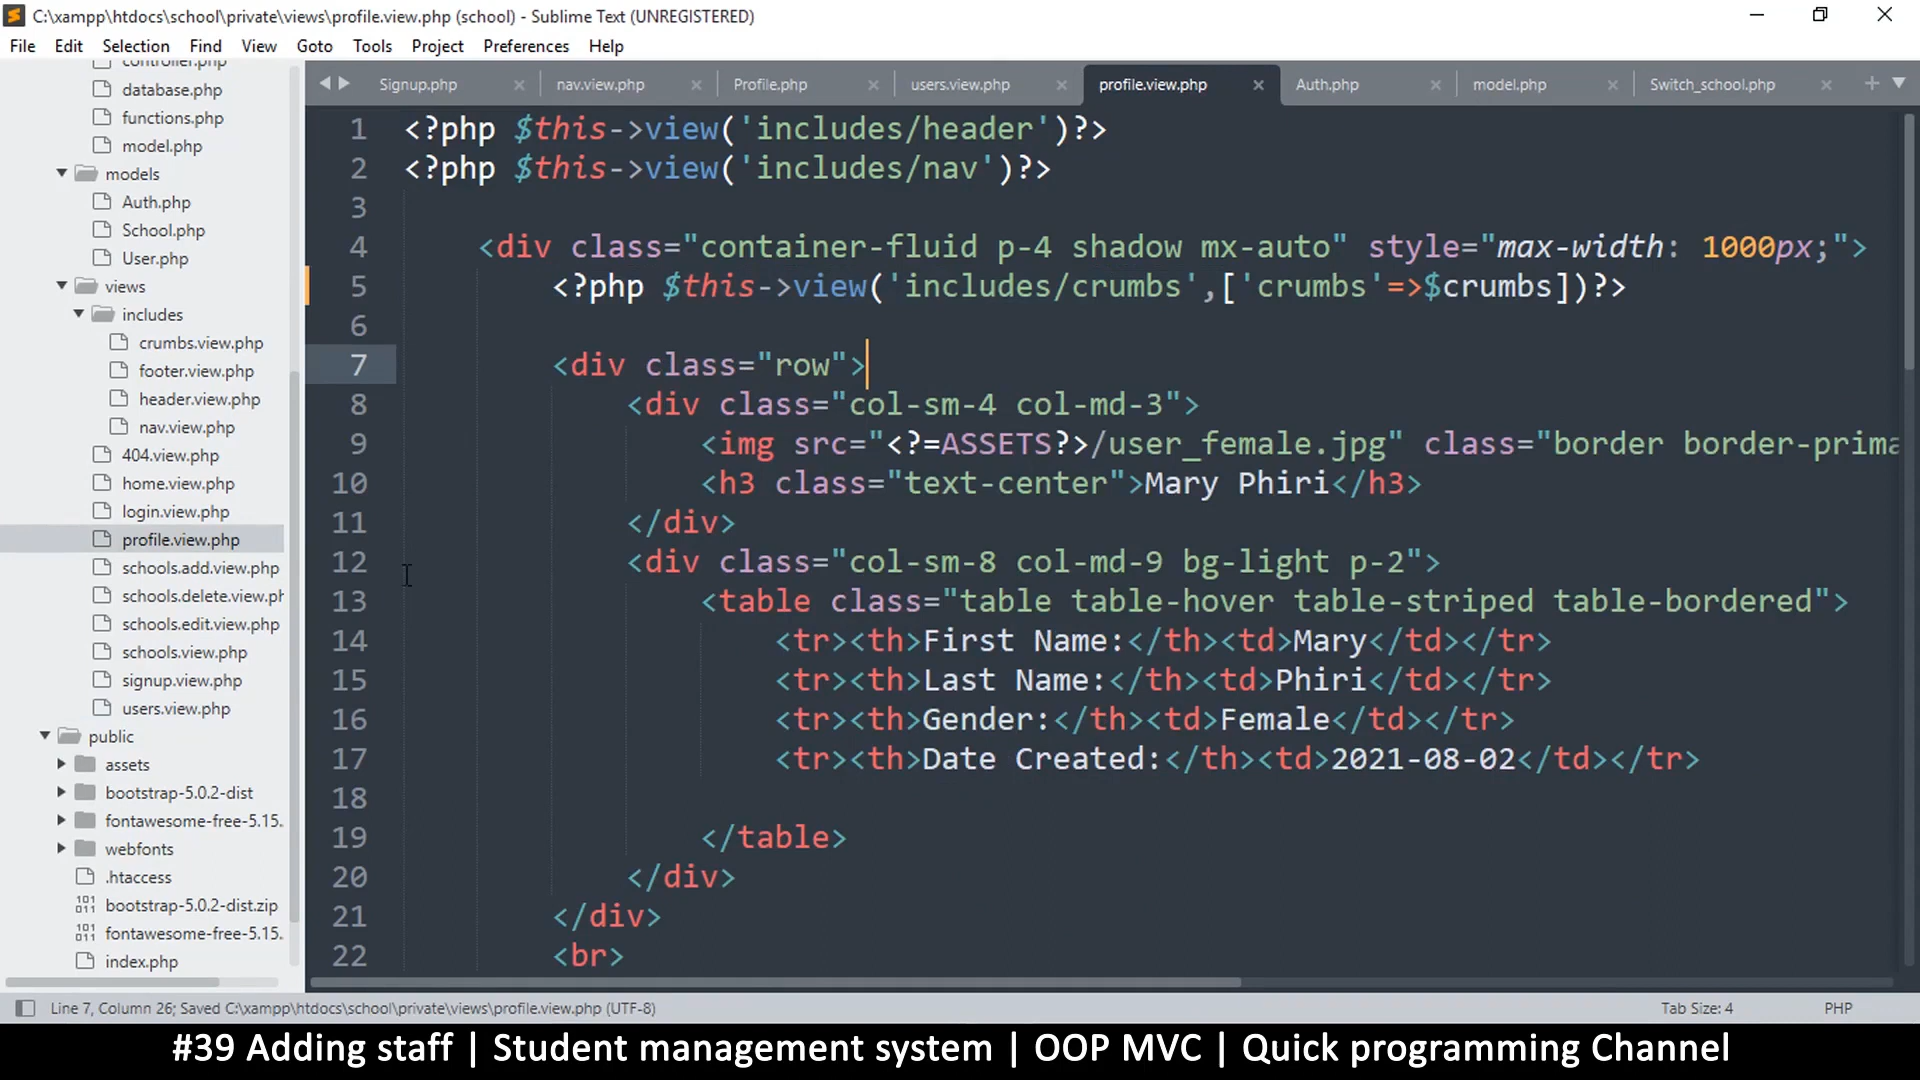 C:\xampp\htdocs\school\private\views\profile.view.php (school) - Sublime Text (UNREGISTERED)
File Edit Selection Find View Goto Tools Project Preferences Help
Signup.php nav.view.php Profile.php users.view.php profile.view.php Auth.php model.php Switch_school.php
controller.php
database.php
functions.php
model.php
models
Auth.php
School.php
User.php
views
includes
crumbs.view.php
footer.view.php
header.view.php
nav.view.php
404.view.php
home.view.php
login.view.php
profile.view.php
schools.add.view.php
schools.delete.view.ph
schools.edit.view.php
schools.view.php
signup.view.php
users.view.php
public
assets
bootstrap-5.0.2-dist
fontawesome-free-5.15.
webfonts
.htaccess
bootstrap-5.0.2-dist.zip
fontawesome-free-5.15.
index.php
1 <?php $this->view('includes/header')?>
2 <?php $this->view('includes/nav')?>
3
4 <div class="container-fluid p-4 shadow mx-auto" style="max-width: 1000px;">
5 <?php $this->view('includes/crumbs',['crumbs'=>$crumbs])?>
6
7 <div class="row">
8 <div class="col-sm-4 col-md-3">
9 <img src="<?=ASSETS?>/user_female.jpg" class="border border-prima
10 <h3 class="text-center">Mary Phiri</h3>
11 </div>
12 <div class="col-sm-8 col-md-9 bg-light p-2">
13 <table class="table table-hover table-striped table-bordered">
14 <tr><th>First Name:</th><td>Mary</td></tr>
15 <tr><th>Last Name:</th><td>Phiri</td></tr>
16 <tr><th>Gender:</th><td>Female</td></tr>
17 <tr><th>Date Created:</th><td>2021-08-02</td></tr>
18
19 </table>
20 </div>
21 </div>
22 <br>
Line 7, Column 26; Saved C:\xampp\htdocs\school\private\views\profile.view.php (UTF-8) Tab Size: 4 PHP
#39 Adding staff | Student management system | OOP MVC | Quick programming Channel